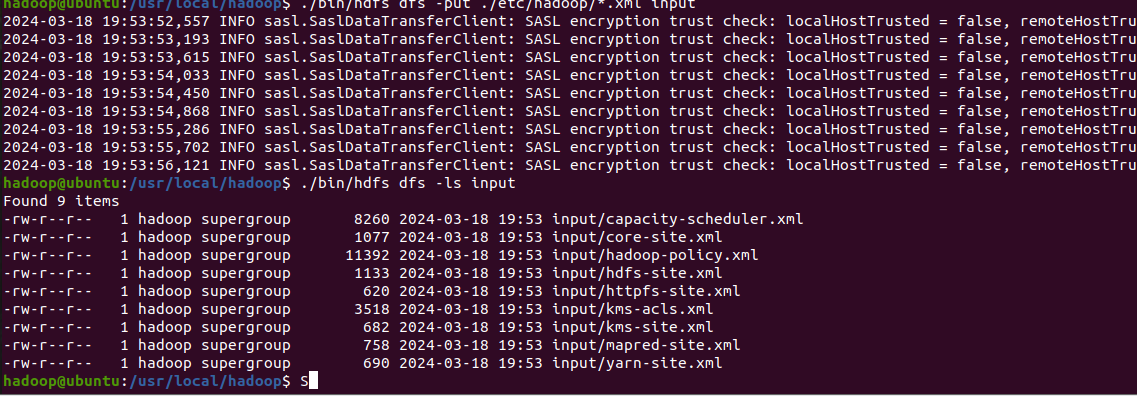 hadoop@ubuntu:/usr/local/hadoop$ ./bin/hdfs dfs -put ./etc/hadoop/*.xml input
2024-03-18 19:53:52,557 INFO sasl.SaslDataTransferClient: SASL encryption trust check: localHostTrusted = false, remoteHostTru
2024-03-18 19:53:53,193 INFO sasl.SaslDataTransferClient: SASL encryption trust check: localHostTrusted = false, remoteHostTru
2024-03-18 19:53:53,615 INFO sasl.SaslDataTransferClient: SASL encryption trust check: localHostTrusted = false, remoteHostTru
2024-03-18 19:53:54,033 INFO sasl.SaslDataTransferClient: SASL encryption trust check: localHostTrusted = false, remoteHostTru
2024-03-18 19:53:54,450 INFO sasl.SaslDataTransferClient: SASL encryption trust check: localHostTrusted = false, remoteHostTru
2024-03-18 19:53:54,868 INFO sasl.SaslDataTransferClient: SASL encryption trust check: localHostTrusted = false, remoteHostTru
2024-03-18 19:53:55,286 INFO sasl.SaslDataTransferClient: SASL encryption trust check: localHostTrusted = false, remoteHostTru
2024-03-18 19:53:55,702 INFO sasl.SaslDataTransferClient: SASL encryption trust check: localHostTrusted = false, remoteHostTru
2024-03-18 19:53:56,121 INFO sasl.SaslDataTransferClient: SASL encryption trust check: localHostTrusted = false, remoteHostTru
hadoop@ubuntu:/usr/local/hadoop$ ./bin/hdfs dfs -ls input
Found 9 items
-rw-r--r--   1 hadoop supergroup       8260 2024-03-18 19:53 input/capacity-scheduler.xml
-rw-r--r--   1 hadoop supergroup       1077 2024-03-18 19:53 input/core-site.xml
-rw-r--r--   1 hadoop supergroup      11392 2024-03-18 19:53 input/hadoop-policy.xml
-rw-r--r--   1 hadoop supergroup       1133 2024-03-18 19:53 input/hdfs-site.xml
-rw-r--r--   1 hadoop supergroup        620 2024-03-18 19:53 input/httpfs-site.xml
-rw-r--r--   1 hadoop supergroup       3518 2024-03-18 19:53 input/kms-acls.xml
-rw-r--r--   1 hadoop supergroup        682 2024-03-18 19:53 input/kms-site.xml
-rw-r--r--   1 hadoop supergroup        758 2024-03-18 19:53 input/mapred-site.xml
-rw-r--r--   1 hadoop supergroup        690 2024-03-18 19:53 input/yarn-site.xml
hadoop@ubuntu:/usr/local/hadoop$ S